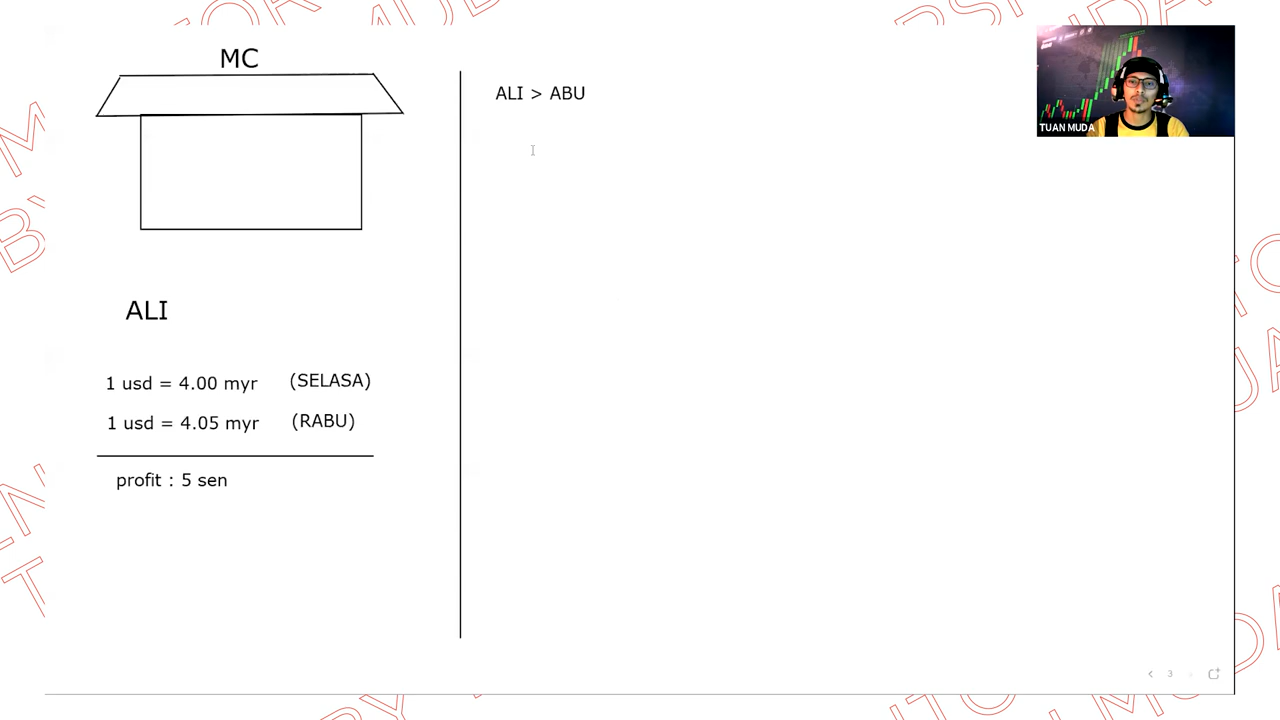 MC
ALI
1 usd = 4.00 myr (SELASA)
1 usd = 4.05 myr (RABU)
profit : 5 sen
ALI > ABU
TUAN MUDA
3